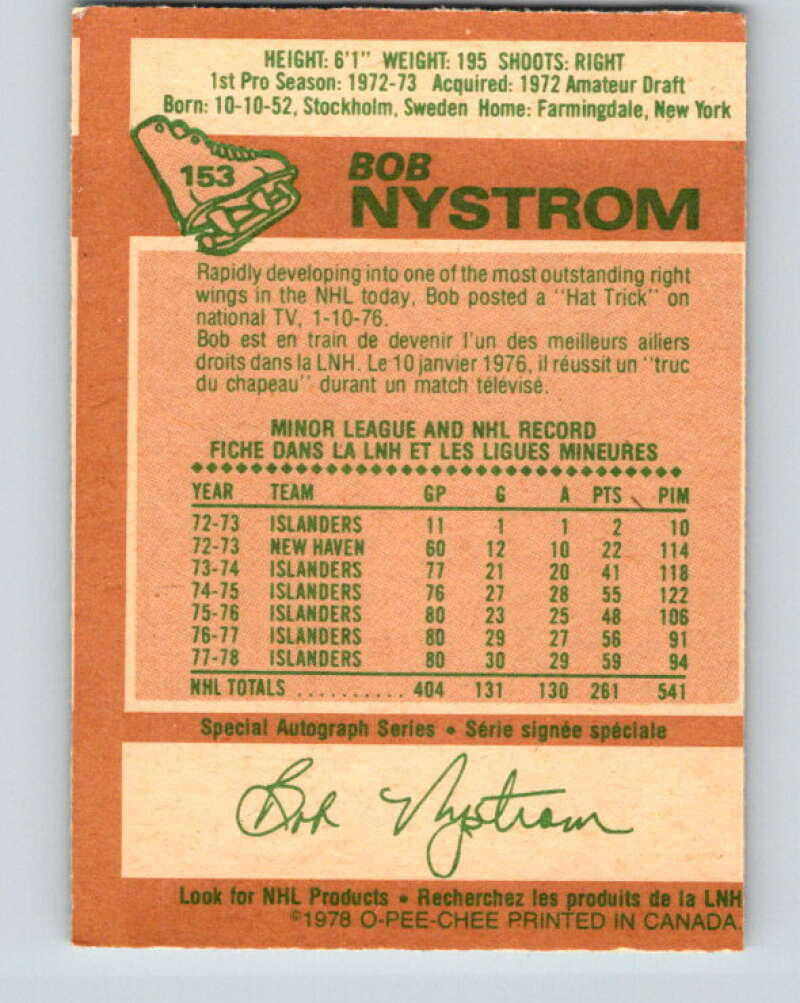 HEIGHT: 6'1" WEIGHT: 195 SHOOTS: RIGHT
1st Pro Season: 1972-73 Acquired: 1972 Amateur Draft
Born: 10-10-52, Stockholm, Sweden Home: Farmingdale, New York
153
BOB
NYSTROM
Rapidly developing into one of the most outstanding right
wings in the NHL today, Bob posted a "Hat Trick" on
national TV, 1-10-76.
Bob est en train de devenir l'un des meilleurs ailiers
droits dans la LNH. Le 10 janvier 1976, il réussit un "truc
du chapeau" durant un match télévisé.
MINOR LEAGUE AND NHL RECORD
FICHE DANS LA LNH ET LES LIGUES MINEURES
YEAR TEAM GP G A PTS PIM
72-73 ISLANDERS 11 1 1 2 10
72-73 NEW HAVEN 60 12 10 22 114
73-74 ISLANDERS 77 21 20 41 118
74-75 ISLANDERS 76 27 28 55 122
75-76 ISLANDERS 80 23 25 48 106
76-77 ISLANDERS 80 29 27 56 91
77-78 ISLANDERS 80 30 29 59 94
NHL TOTALS .......... 404 131 130 261 541
Special Autograph Series • Série signée spéciale
Bob Nystrom
Look for NHL Products • Recherchez les produits de la LNH
©1978 O-PEE-CHEE PRINTED IN CANADA.